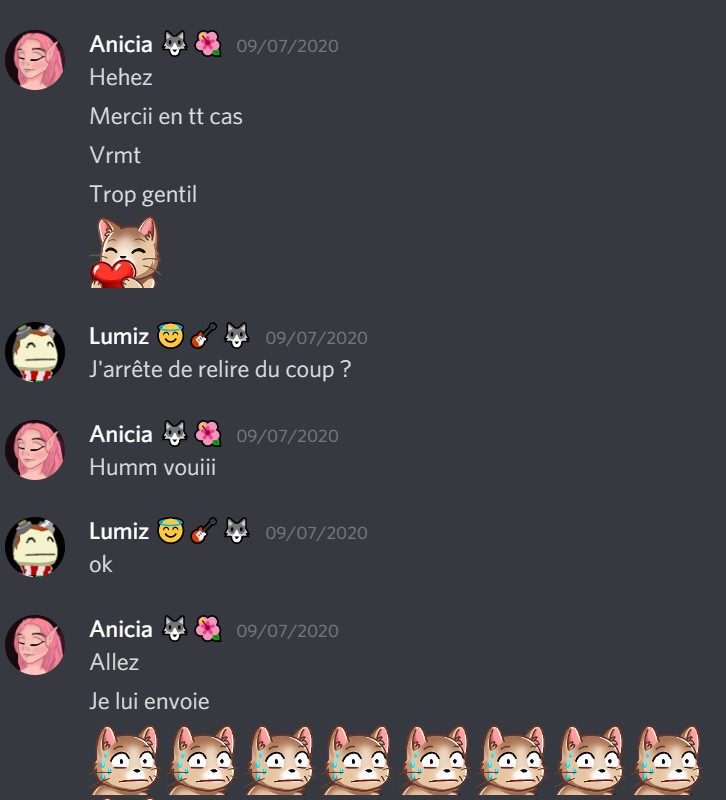 Anicia 🐺 🌺 09/07/2020
Hehez
Mercii en tt cas
Vrmt
Trop gentil
Lumiz 😇 🎸 🐺 09/07/2020
J'arrête de relire du coup ?
Anicia 🐺 🌺 09/07/2020
Humm vouiii
Lumiz 😇 🎸 🐺 09/07/2020
ok
Anicia 🐺 🌺 09/07/2020
Allez
Je lui envoie